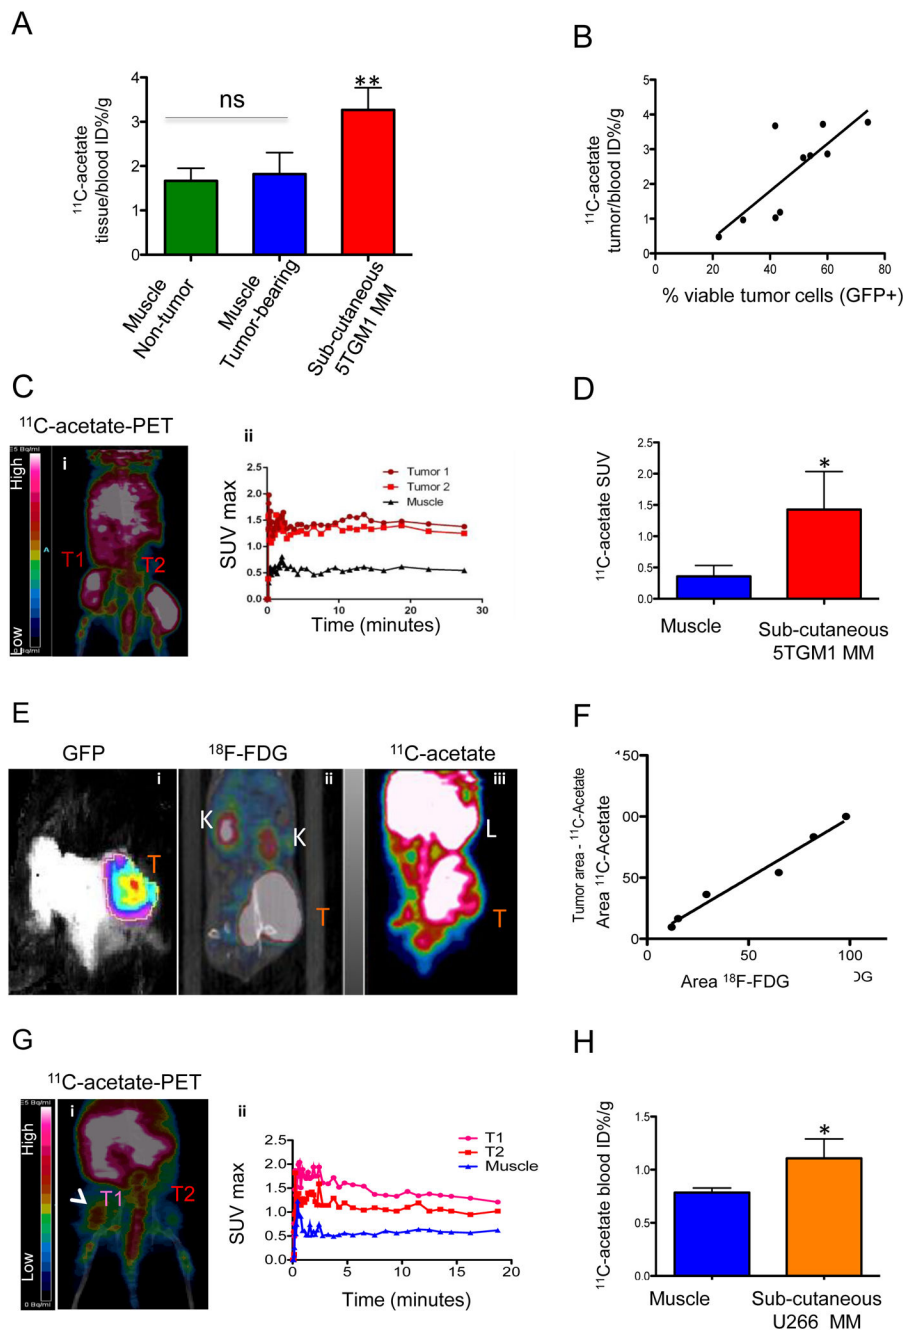 A
¹¹C-acetate
tissue/blood ID%/g
4
3
2
1
0
ns
**
Muscle
Non-tumor
Muscle
Tumor-bearing
Sub-cutaneous
5TGM1 MM
B
¹¹C-acetate
tumor/blood ID%/g
5
4
3
2
1
0
0 20 40 60 80
% viable tumor cells (GFP+)
C
¹¹C-acetate-PET
High
Low
i
T1
T2
A
ii
SUV max
2.5
2.0
1.5
1.0
0.5
0.0
Tumor 1
Tumor 2
Muscle
0 10 20 30
Time (minutes)
D
¹¹C-acetate SUV
2.5
2.0
1.5
1.0
0.5
0.0
*
Muscle
Sub-cutaneous
5TGM1 MM
E
GFP
i
T
¹⁸F-FDG
ii
K
K
T
¹¹C-acetate
iii
L
T
F
Tumor area - ¹¹C-Acetate
Area ¹¹C-Acetate
50
00
50
0
0 50 100
Area ¹⁸F-FDG
DG
G
¹¹C-acetate-PET
High
Low
0 Bq/ml
i
T1
T2
ii
SUV max
2.5
2.0
1.5
1.0
0.5
0.0
T1
T2
Muscle
0 5 10 15 20
Time (minutes)
H
¹¹C-acetate blood ID%/g
1.5
1.0
0.5
0.0
*
Muscle
Sub-cutaneous
U266 MM